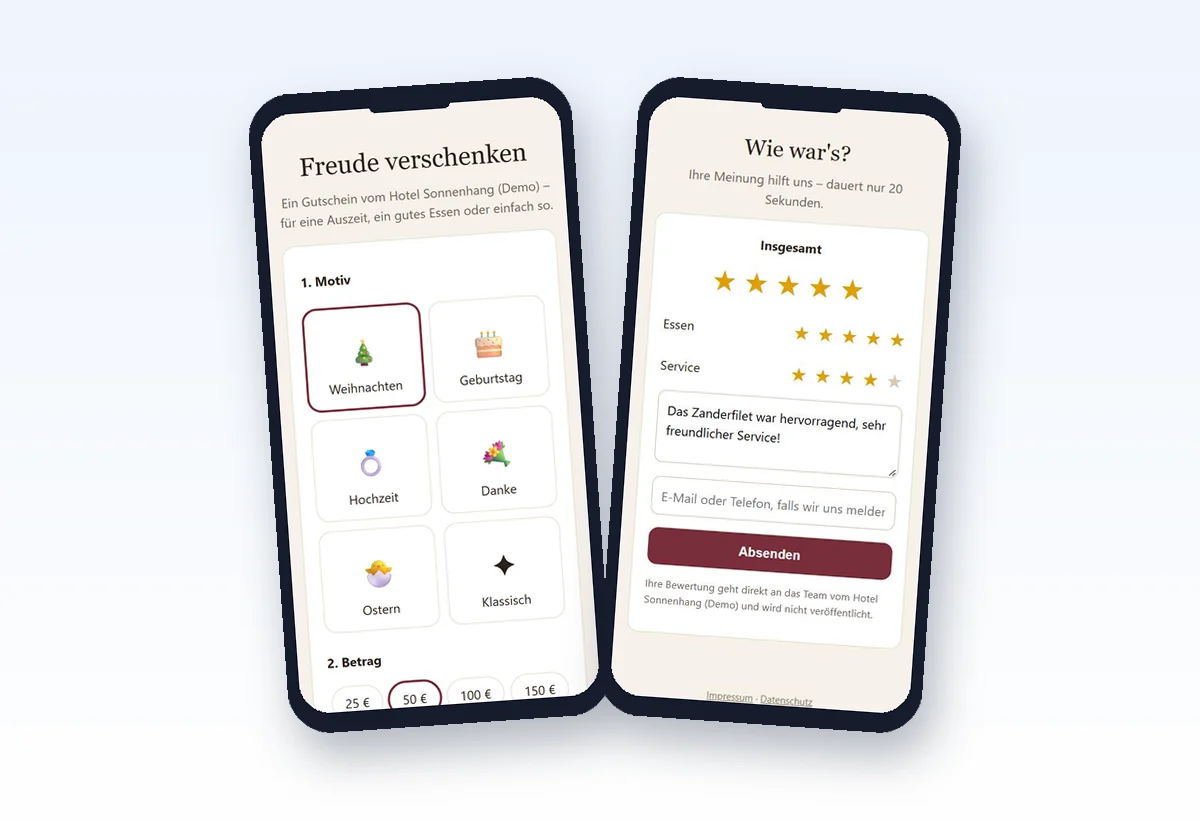 Freude verschenken
Ein Gutschein vom Hotel Sonnenhang (Demo) –
für eine Auszeit, ein gutes Essen oder einfach so.
1. Motiv
Weihnachten
Geburtstag
Hochzeit
Danke
Ostern
Klassisch
2. Betrag
25 €
50 €
100 €
150 €
Wie war's?
Ihre Meinung hilft uns – dauert nur 20
Sekunden.
Insgesamt
Essen
Service
Das Zanderfilet war hervorragend, sehr
freundlicher Service!
E-Mail oder Telefon, falls wir uns melder
Absenden
Ihre Bewertung geht direkt an das Team vom Hotel
Sonnenhang (Demo) und wird nicht veröffentlicht.
Impressum · Datenschutz